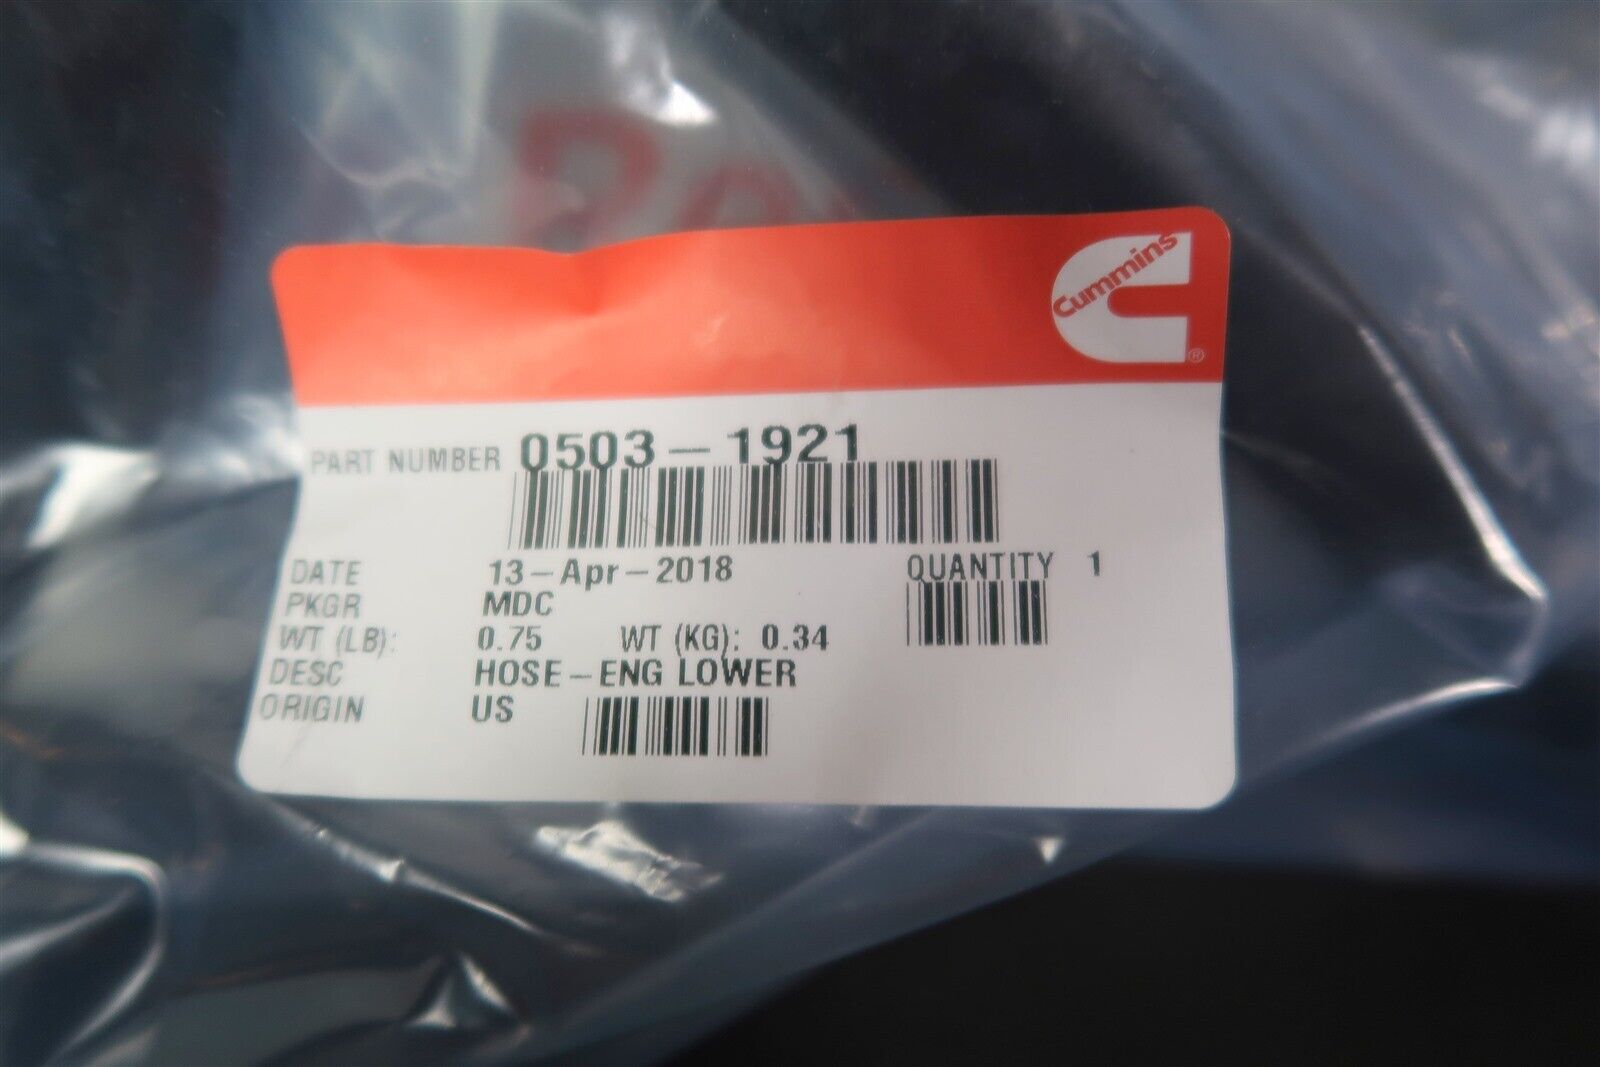 Cummins
®
PART NUMBER 0503-1921
DATE 13-Apr-2018 QUANTITY 1
PKGR MDC
WT (LB): 0.75 WT (KG): 0.34
DESC HOSE-ENG LOWER
ORIGIN US